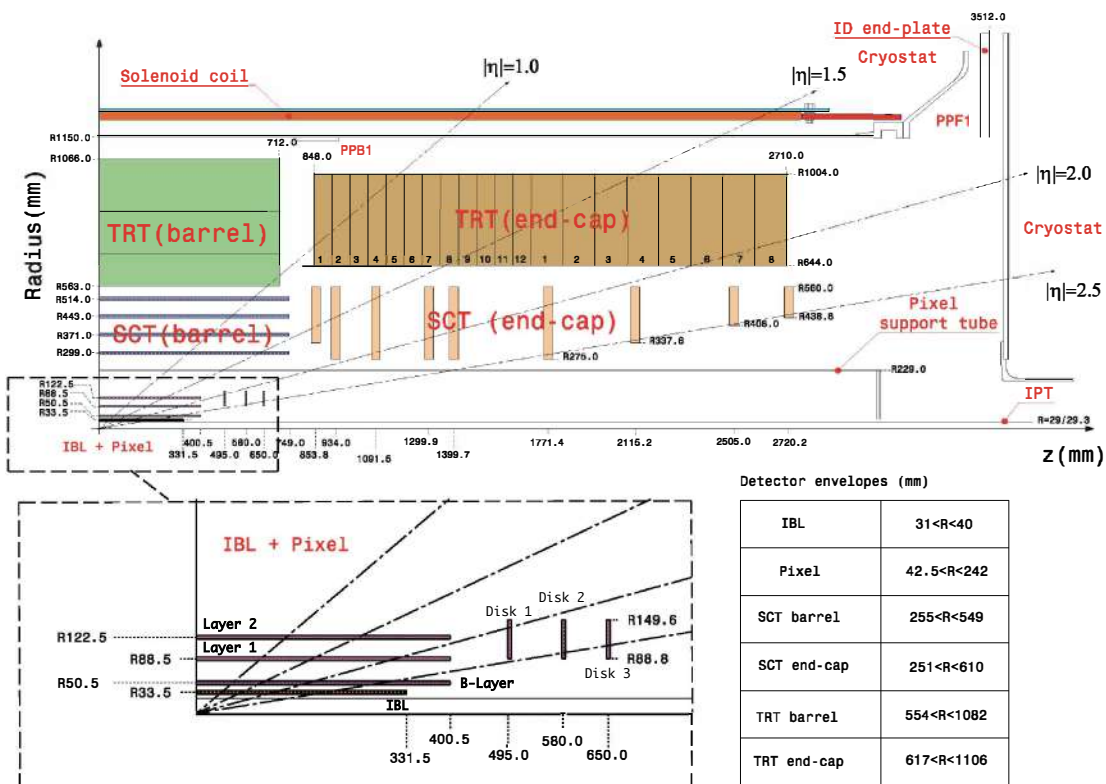 3512.0
ID end-plate
Cryostat
|η|=1.0
|η|=1.5
Solenoid coil
PPF1
R1150.0
712.0
PPB1
R1066.0
848.0
2710.0
R1004.0
|η|=2.0
Radius(mm)
TRT(barrel)
TRT(end-cap)
Cryostat
1 2 3 4 5 6 7 8 9 10 11 12 1 2 3 4 5 6 7 8
R644.0
|η|=2.5
R563.0
R514.0
R443.0
R371.0
R299.0
SCT(barrel)
SCT (end-cap)
R560.0
R438.8
R408.0
R337.6
R275.0
Pixel
support tube
R229.0
R122.5
R88.5
R50.5
R33.5
IPT
R=29/29.3
IBL + Pixel
400.5 580.0 749.0 934.0 1299.9 1771.4 2115.2 2505.0 2720.2
331.5 495.0 650.0 853.8 1091.6 1399.7
z(mm)
IBL + Pixel
Disk 1
Disk 2
Layer 2
R149.6
R122.5
Layer 1
R88.5
R88.8
Disk 3
R50.5
B-Layer
R33.5
IBL
400.5
331.5
495.0
580.0
650.0
Detector envelopes (mm)
IBL 31<R<40
Pixel 42.5<R<242
SCT barrel 255<R<549
SCT end-cap 251<R<610
TRT barrel 554<R<1082
TRT end-cap 617<R<1106